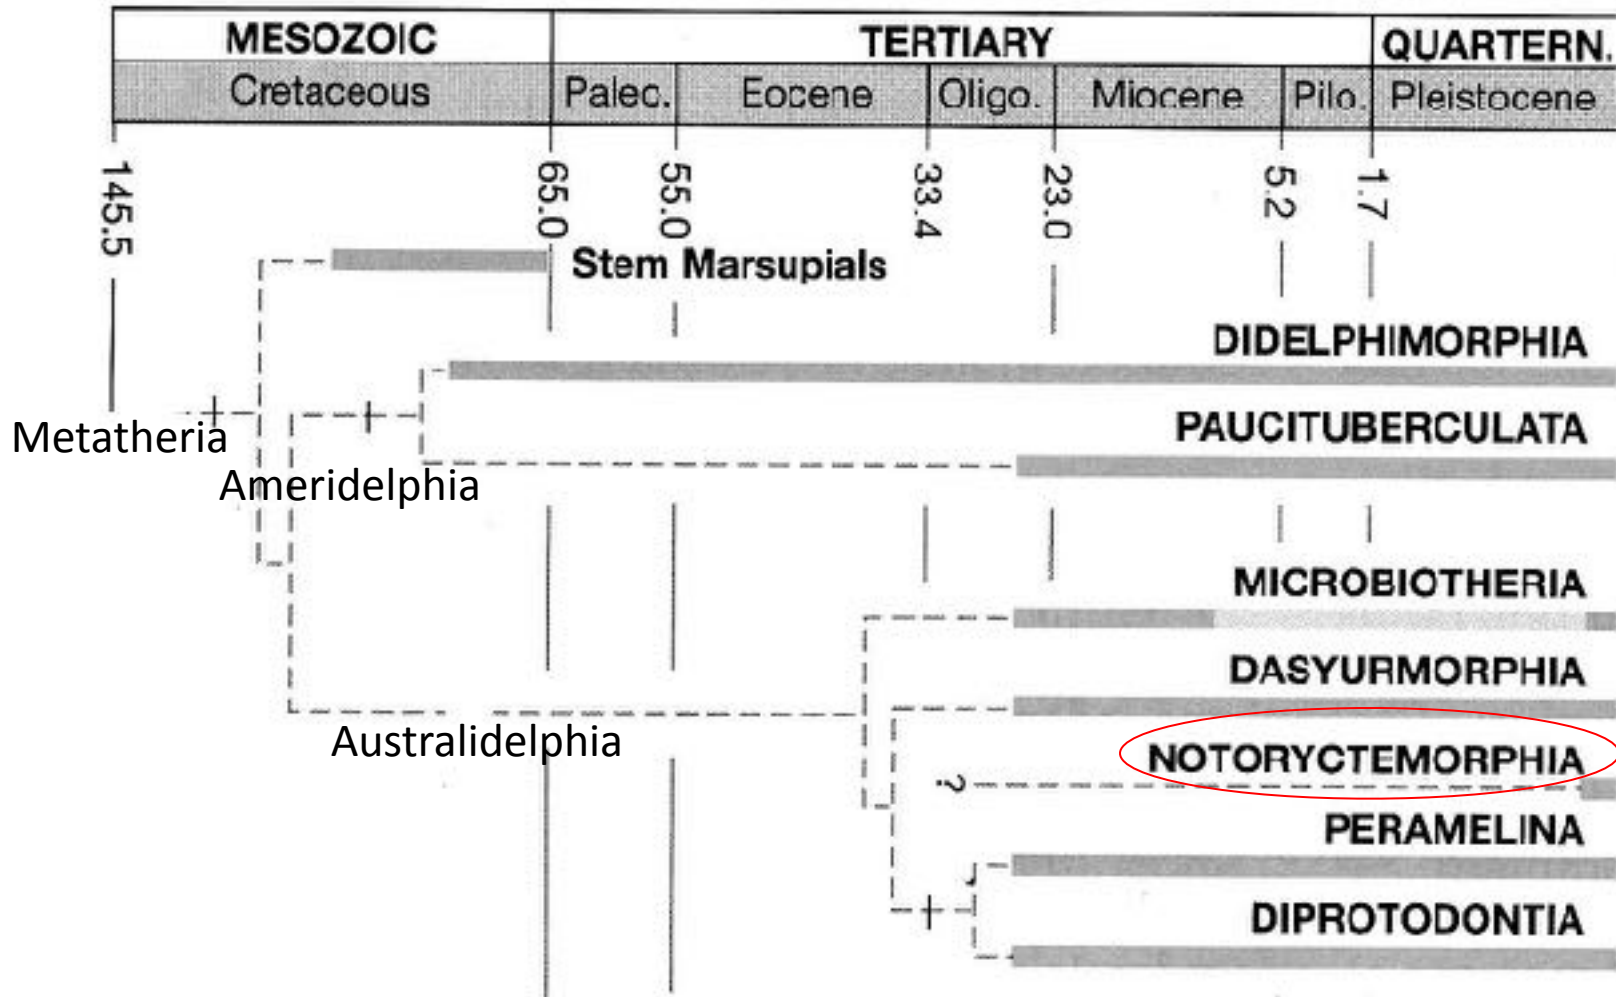 MESOZOIC TERTIARY QUARTERN.
Cretaceous Paleo. Eocene Oligo. Miocene Pilo. Pleistocene
145.5 65.0 55.0 33.4 23.0 5.2 1.7
Stem Marsupials
DIDELPHIMORPHIA
PAUCITUBERCULATA
Metatheria
Ameridelphia
MICROBIOTHERIA
DASYURMORPHIA
Australidelphia
NOTORYCTEMORPHIA
?
PERAMELINA
DIPROTODONTIA